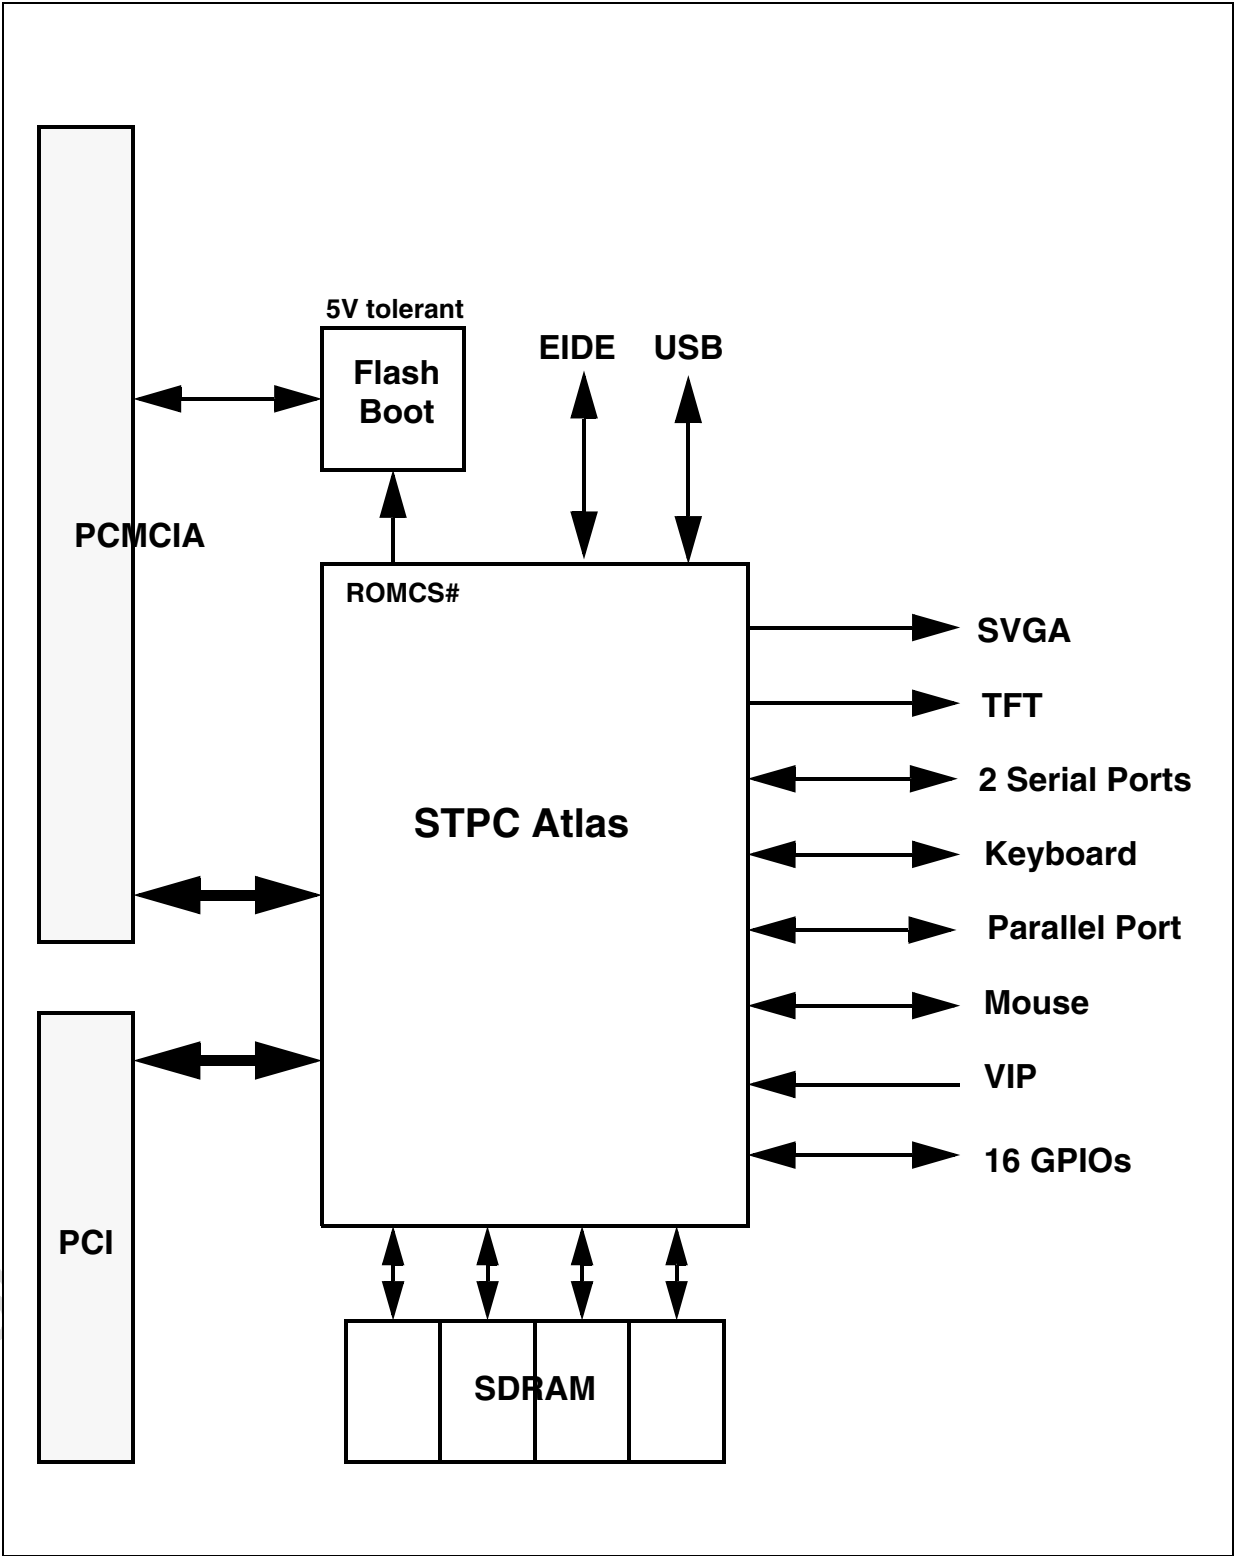 5V tolerant
Flash
Boot
EIDE
USB
PCMCIA
ROMCS#
SVGA
TFT
2 Serial Ports
STPC Atlas
Keyboard
Parallel Port
Mouse
VIP
16 GPIOs
PCI
SDRAM